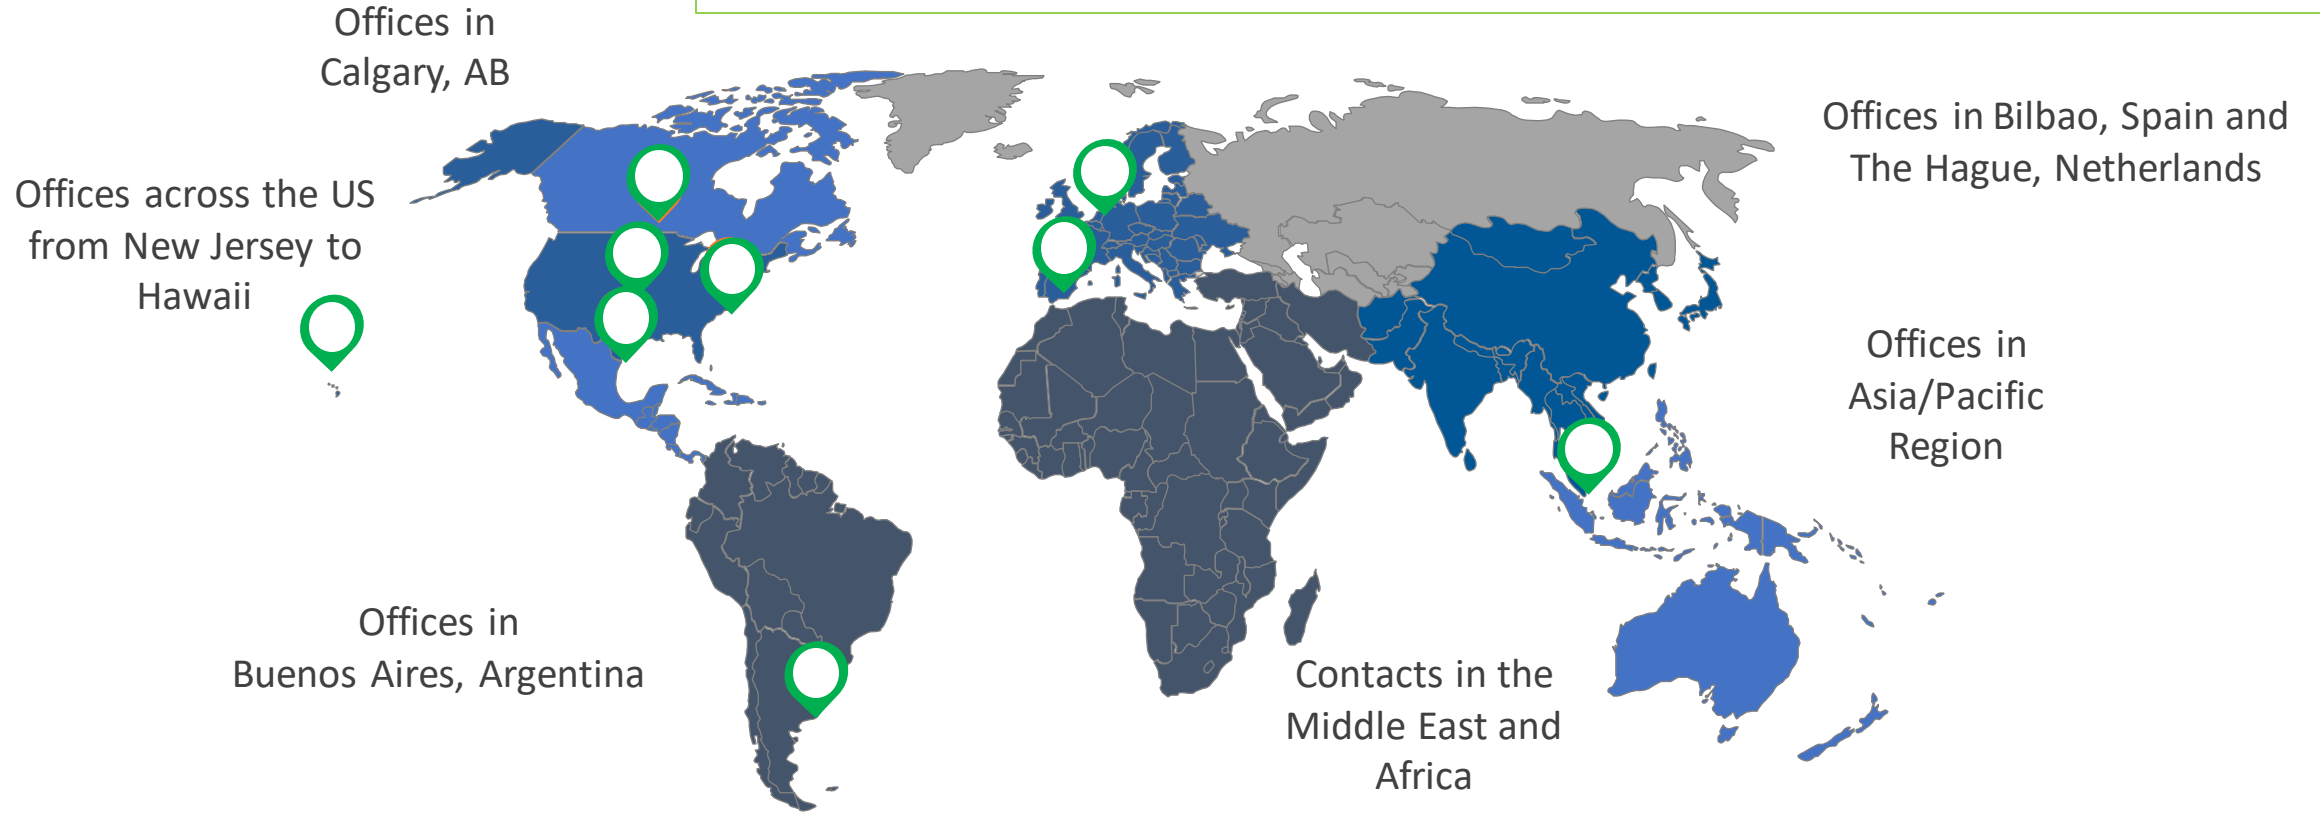 Offices in
Calgary, AB
Offices across the US
from New Jersey to
Hawaii
Offices in Bilbao, Spain and
The Hague, Netherlands
Offices in
Asia/Pacific
Region
Offices in
Buenos Aires, Argentina
Contacts in the
Middle East and
Africa